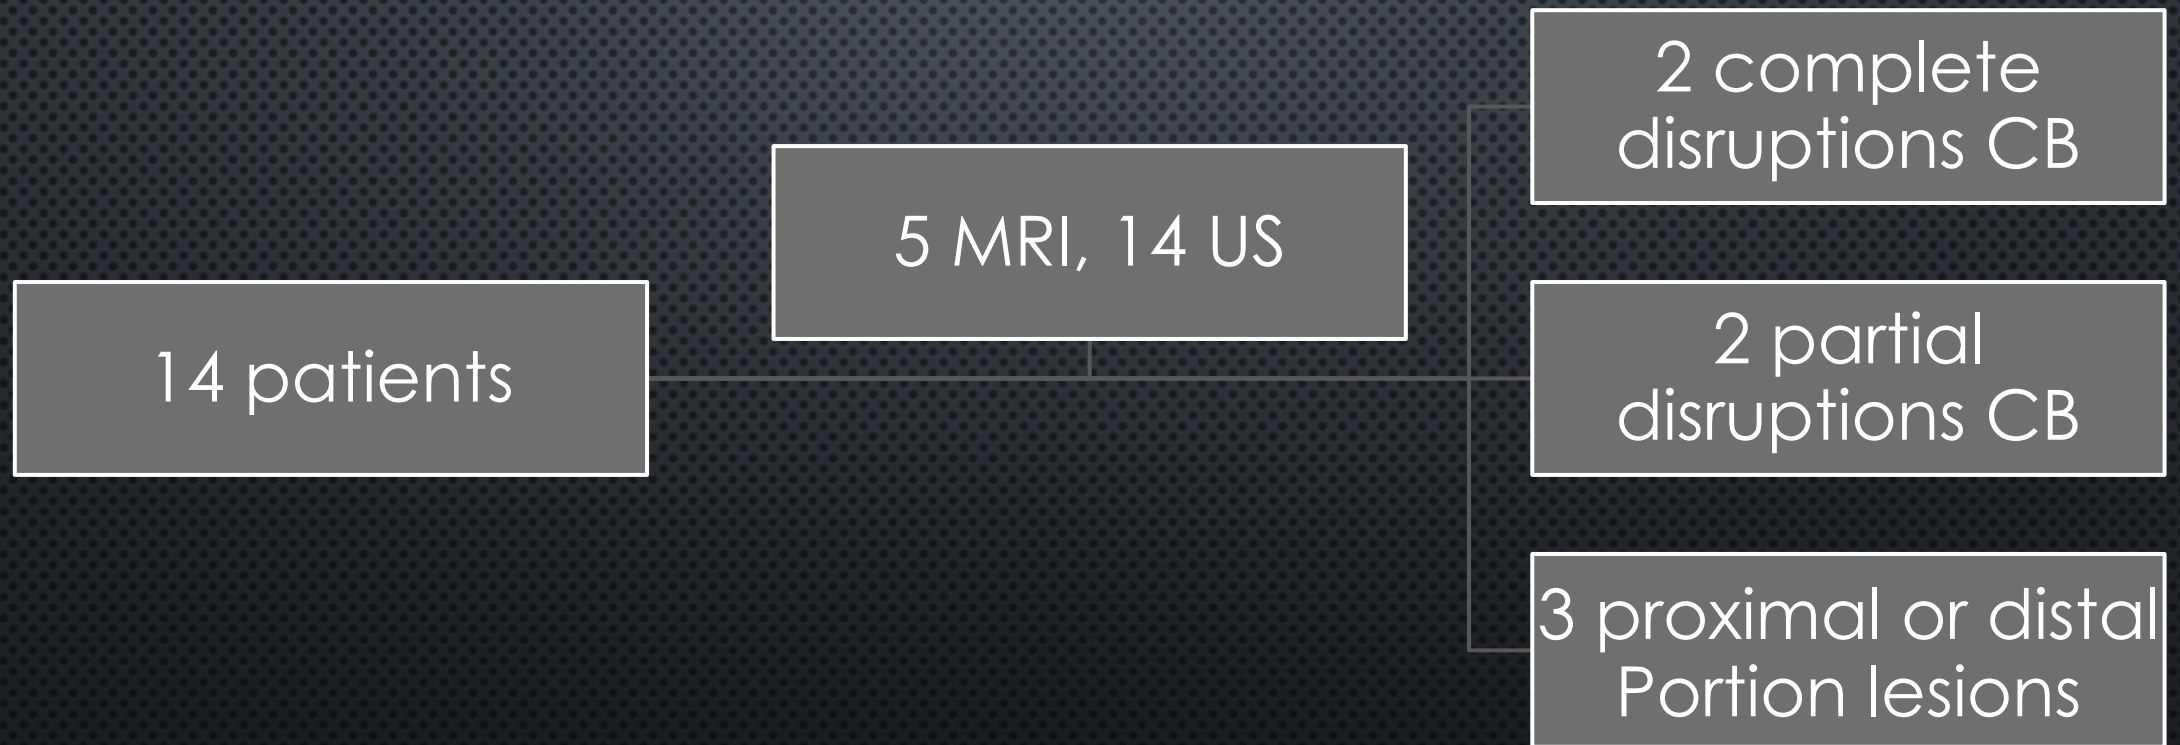 14 patients
5 MRI, 14 US
2 complete
disruptions CB
2 partial
disruptions CB
3 proximal or distal
Portion lesions